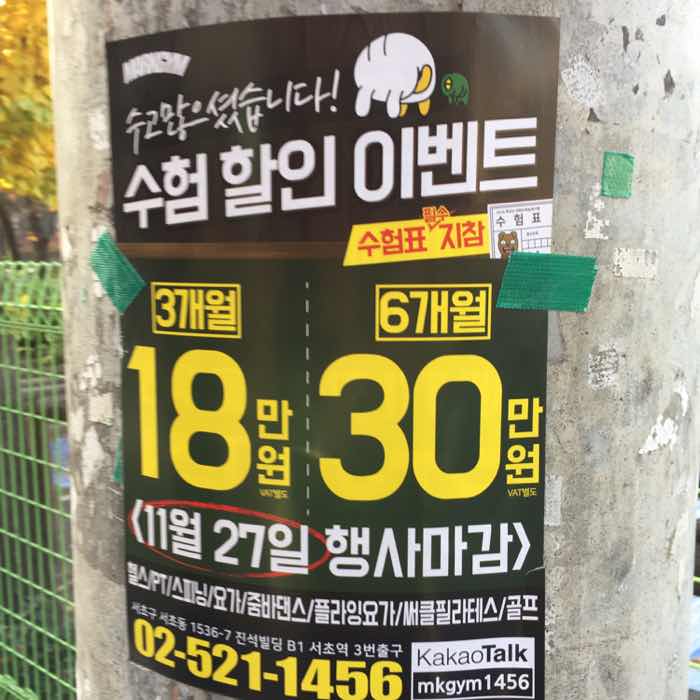 MARKGYM
수고많으셨습니다!
수험 할인 이벤트
필수
수험표 지참
수험표
3개월
6개월
18만원
VAT별도
30만원
VAT별도
<11월 27일 행사마감>
헬스/PT/스피닝/요가/줌바댄스/플라잉요가/써클필라테스/골프
서초구 서초동 1536-7 진석빌딩 B1 서초역 3번출구
02-521-1456
KakaoTalk
mkgym1456